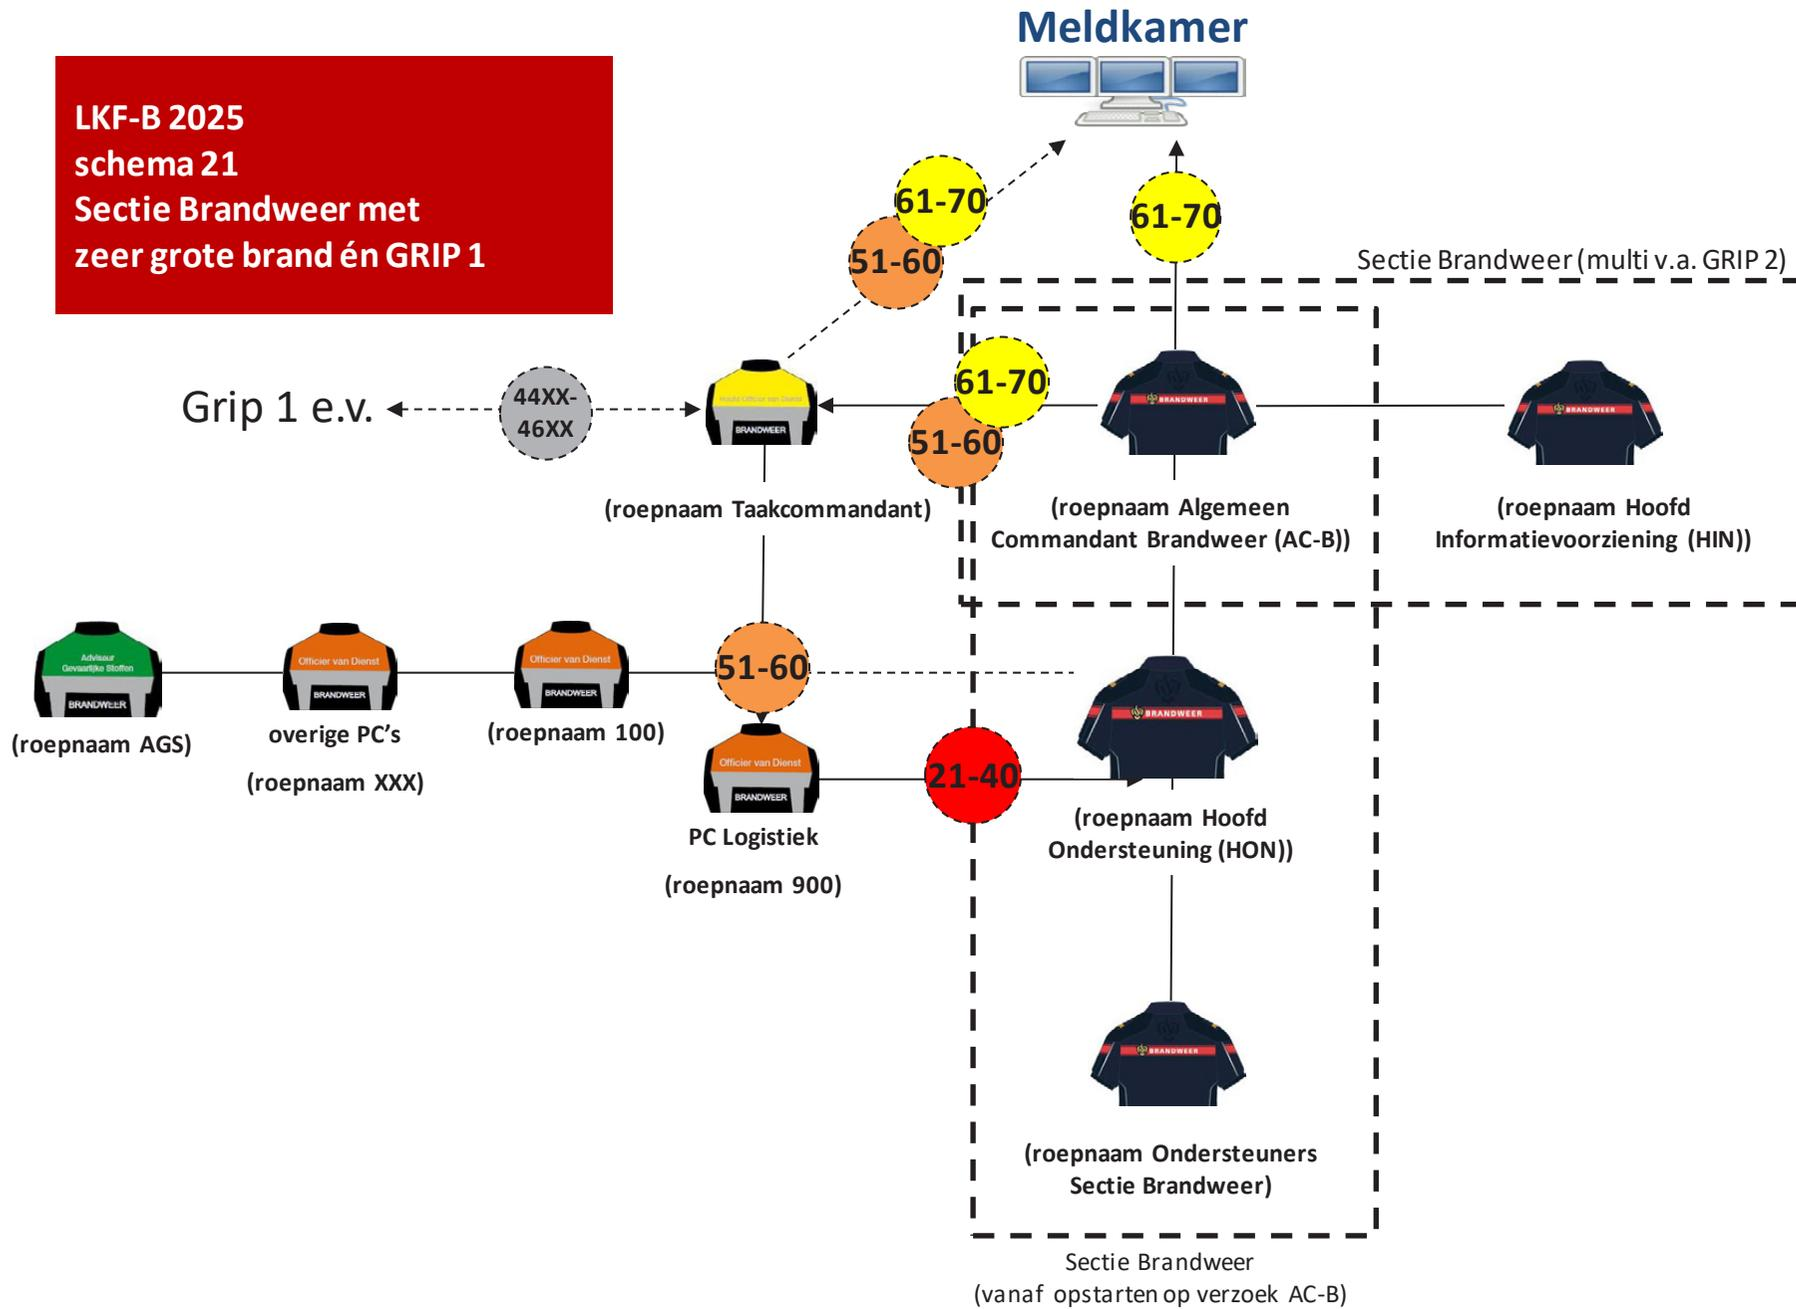 Meldkamer
LKF-B 2025
schema 21
Sectie Brandweer met
zeer grote brand én GRIP 1
61-70
51-60
61-70
Sectie Brandweer (multi v.a. GRIP 2)
Grip 1 e.v.
44XX-
46XX
Hoofd Officier van Dienst
BRANDWEER
61-70
51-60
BRANDWEER
BRANDWEER
(roepnaam Taakcommandant)
(roepnaam Algemeen
Commandant Brandweer (AC-B))
(roepnaam Hoofd
Informatievoorziening (HIN))
Adviseur
Gevaarlijke Stoffen
BRANDWEER
(roepnaam AGS)
Officier van Dienst
BRANDWEER
overige PC’s
(roepnaam XXX)
Officier van Dienst
BRANDWEER
(roepnaam 100)
51-60
Officier van Dienst
BRANDWEER
PC Logistiek
(roepnaam 900)
21-40
BRANDWEER
(roepnaam Hoofd
Ondersteuning (HON))
BRANDWEER
(roepnaam Ondersteuners
Sectie Brandweer)
Sectie Brandweer
(vanaf opstarten op verzoek AC-B)